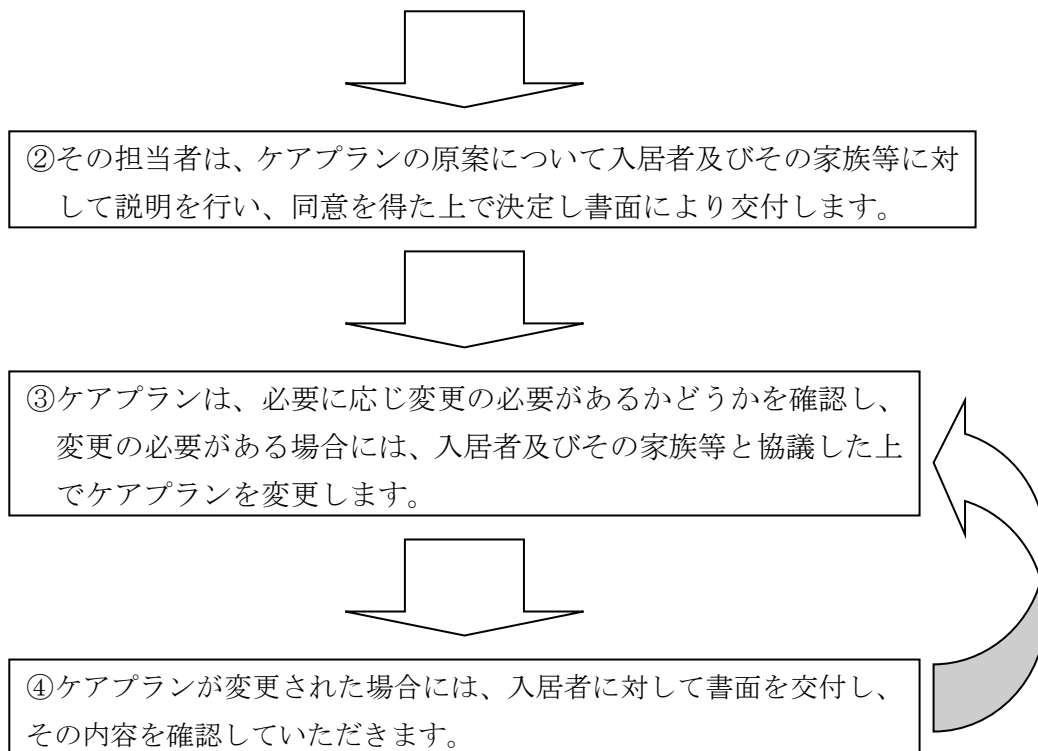 ②その担当者は、ケアプランの原案について入居者及びその家族等に対
して説明を行い、同意を得た上で決定し書面により交付します。
③ケアプランは、必要に応じ変更の必要があるかどうかを確認し、
変更の必要がある場合には、入居者及びその家族等と協議した上
でケアプランを変更します。
④ケアプランが変更された場合には、入居者に対して書面を交付し、
その内容を確認していただきます。